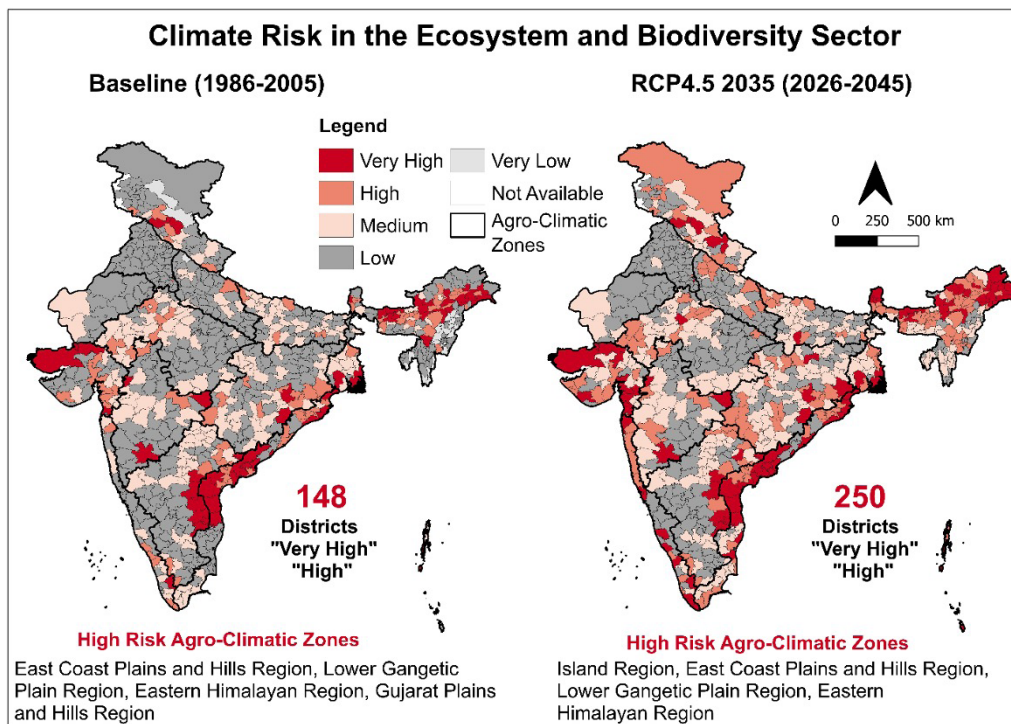 Climate Risk in the Ecosystem and Biodiversity Sector
Baseline (1986-2005)
RCP4.5 2035 (2026-2045)
Legend
Very High
High
Medium
Low
Very Low
Not Available
Agro-Climatic
Zones
0 250 500 km
148
Districts
"Very High"
"High"
250
Districts
"Very High"
"High"
High Risk Agro-Climatic Zones
East Coast Plains and Hills Region, Lower Gangetic
Plain Region, Eastern Himalayan Region, Gujarat Plains
and Hills Region
High Risk Agro-Climatic Zones
Island Region, East Coast Plains and Hills Region,
Lower Gangetic Plain Region, Eastern
Himalayan Region